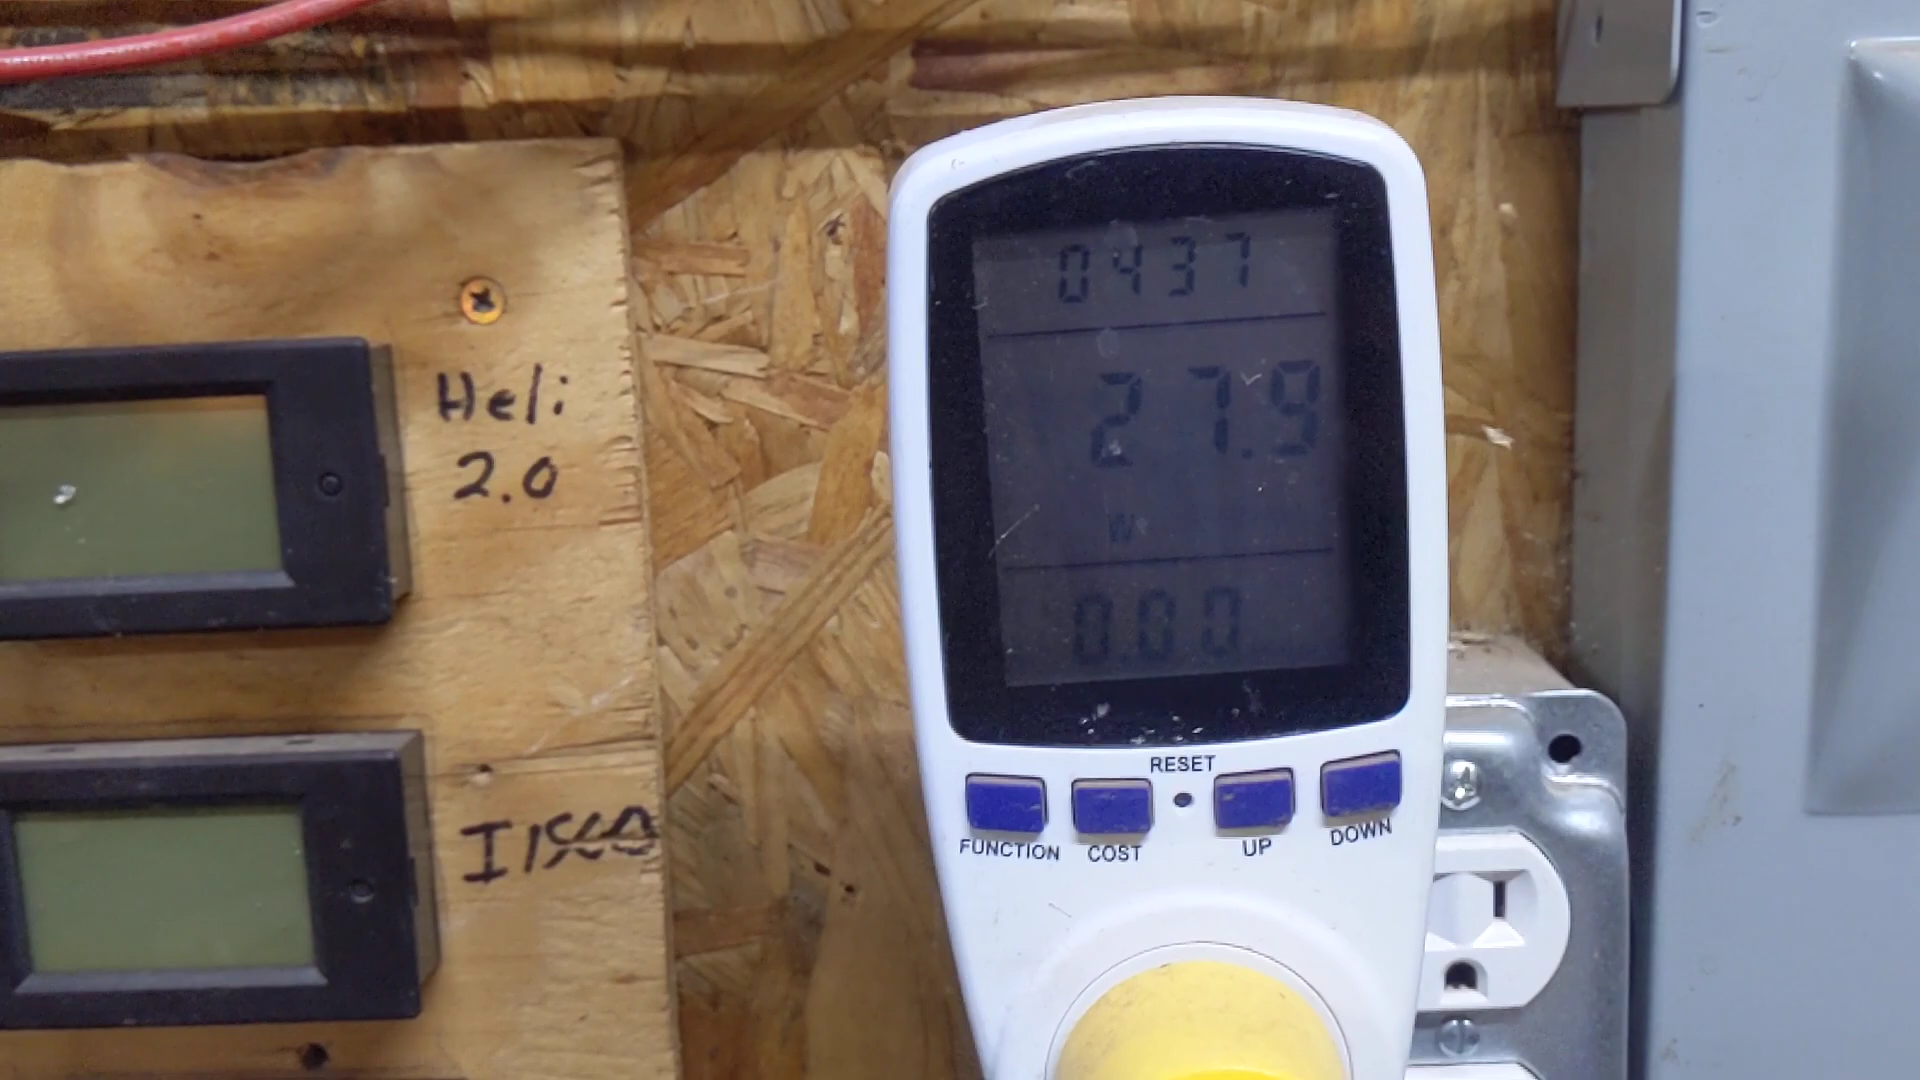 Heli
2.0
0437
27.9
W
0.00
RESET
FUNCTION
COST
UP
DOWN